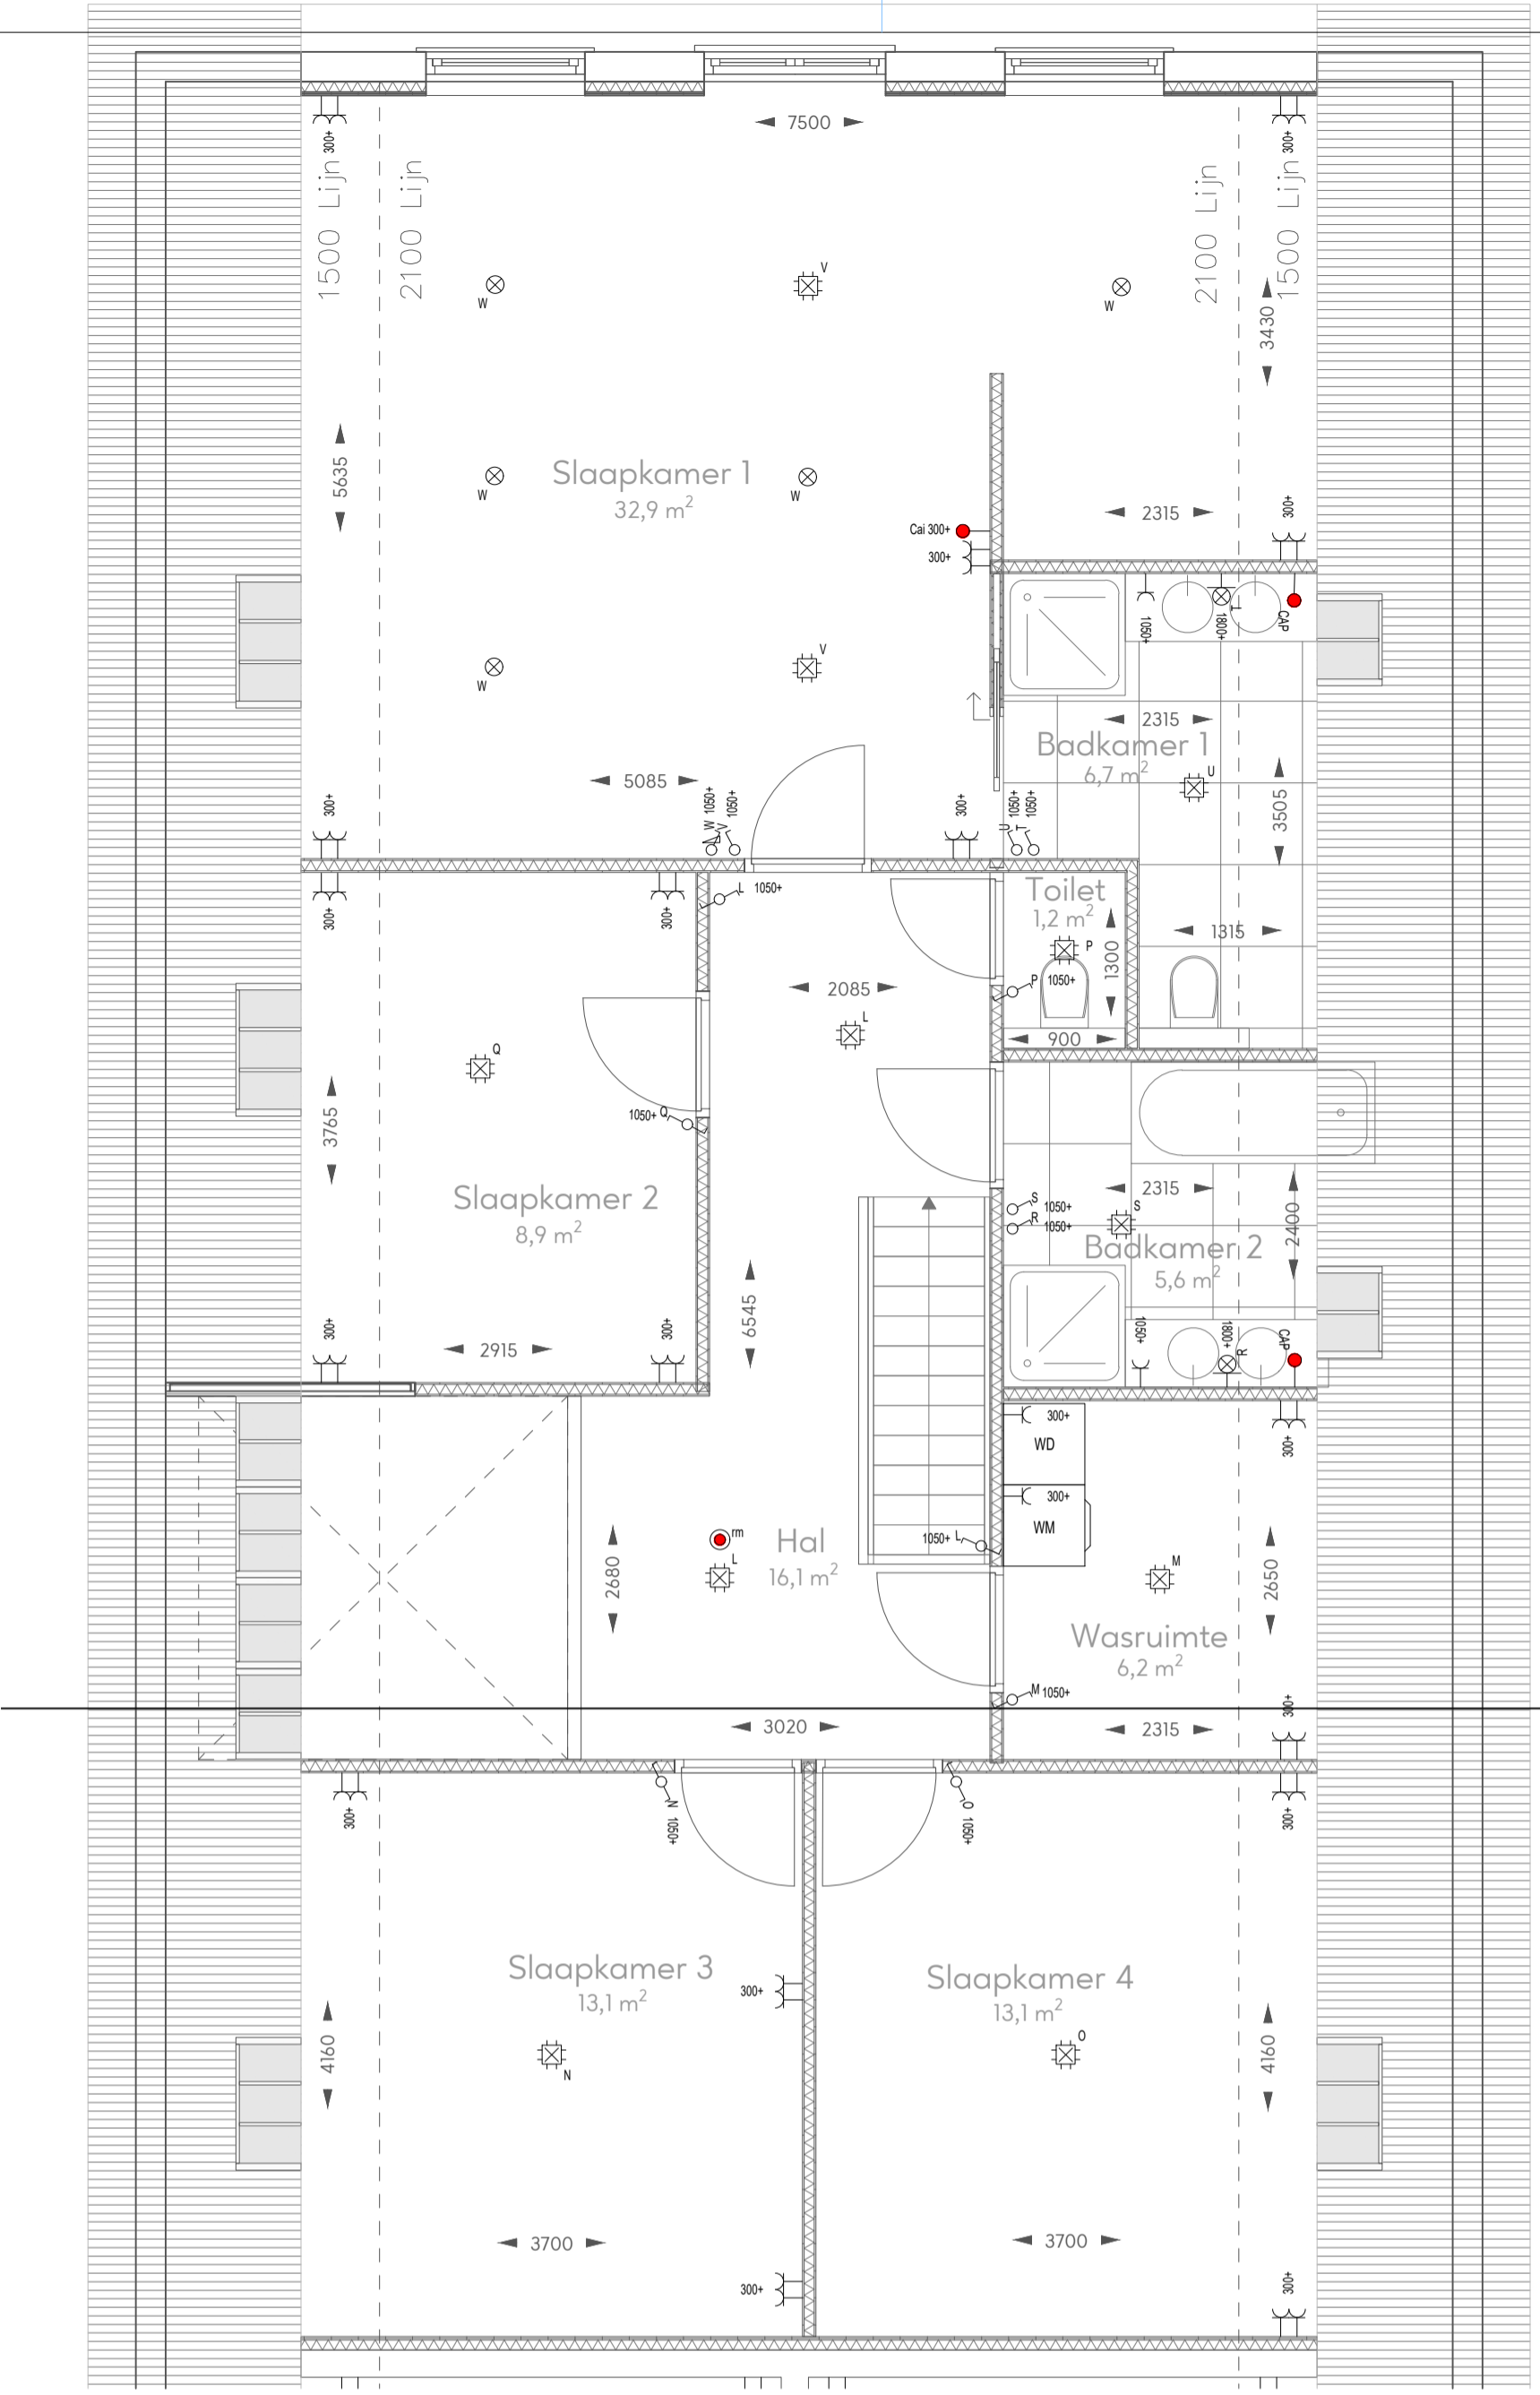 7500
300+
300+
1500 Lijn
2100 Lijn
2100 Lijn
1500 Lijn
W
V
W
3430
5635
Slaapkamer 1
32,9 m²
W
W
Cai 300+
300+
2315
300+
1050+
1800+
T
CAP
W
V
2315
Badkamer 1
6,7 m²
U
3505
5085
300+
W 1050+
V 1050+
300+
U 1050+
T 1050+
300+
300+
L 1050+
Toilet
1,2 m²
P
1300
P 1050+
900
1315
2085
L
Q
1050+ Q
3765
Slaapkamer 2
8,9 m²
2315
S 1050+
R 1050+
S
Badkamer 2
5,6 m²
2400
6545
300+
2915
300+
1050+
1800+
R
CAP
300+
WD
300+
WM
300+
rm
L
Hal
16,1 m²
1050+ L
2680
M
2650
Wasruimte
6,2 m²
M 1050+
300+
3020
2315
300+
N 1050+
O 1050+
300+
Slaapkamer 3
13,1 m²
300+
Slaapkamer 4
13,1 m²
4160
N
O
4160
3700
3700
300+
300+